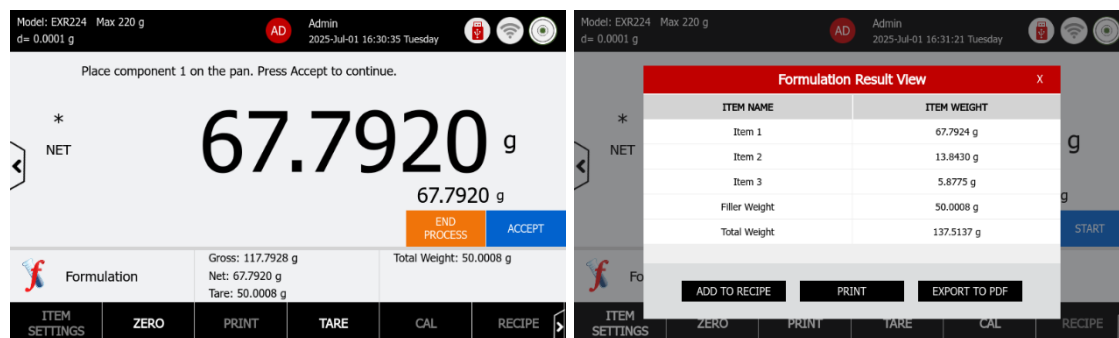 Model: EXR224 Max 220 g
d= 0.0001 g
AD
Admin
2025-Jul-01 16:30:35 Tuesday
Place component 1 on the pan. Press Accept to continue.
*
NET
67.7920 g
67.7920 g
END PROCESS
ACCEPT
Formulation
Gross: 117.7928 g
Net: 67.7920 g
Tare: 50.0008 g
Total Weight: 50.0008 g
ITEM SETTINGS
ZERO
PRINT
TARE
CAL
RECIPE
Model: EXR224 Max 220 g
d= 0.0001 g
AD
Admin
2025-Jul-01 16:31:21 Tuesday
Formulation Result View X
ITEM NAME ITEM WEIGHT
Item 1 67.7924 g
Item 2 13.8430 g
Item 3 5.8775 g
Filler Weight 50.0008 g
Total Weight 137.5137 g
ADD TO RECIPE
PRINT
EXPORT TO PDF
*
NET
g
g
START
Fo
ITEM SETTINGS
ZERO
PRINT
TARE
CAL
RECIPE